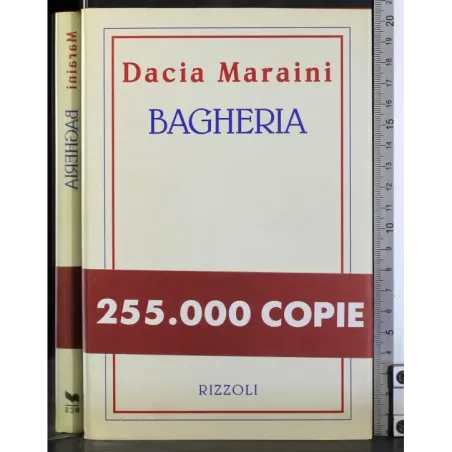 Dacia Maraini
BAGHERIA
255.000 COPIE
RIZZOLI
Maraini
BAGHERIA